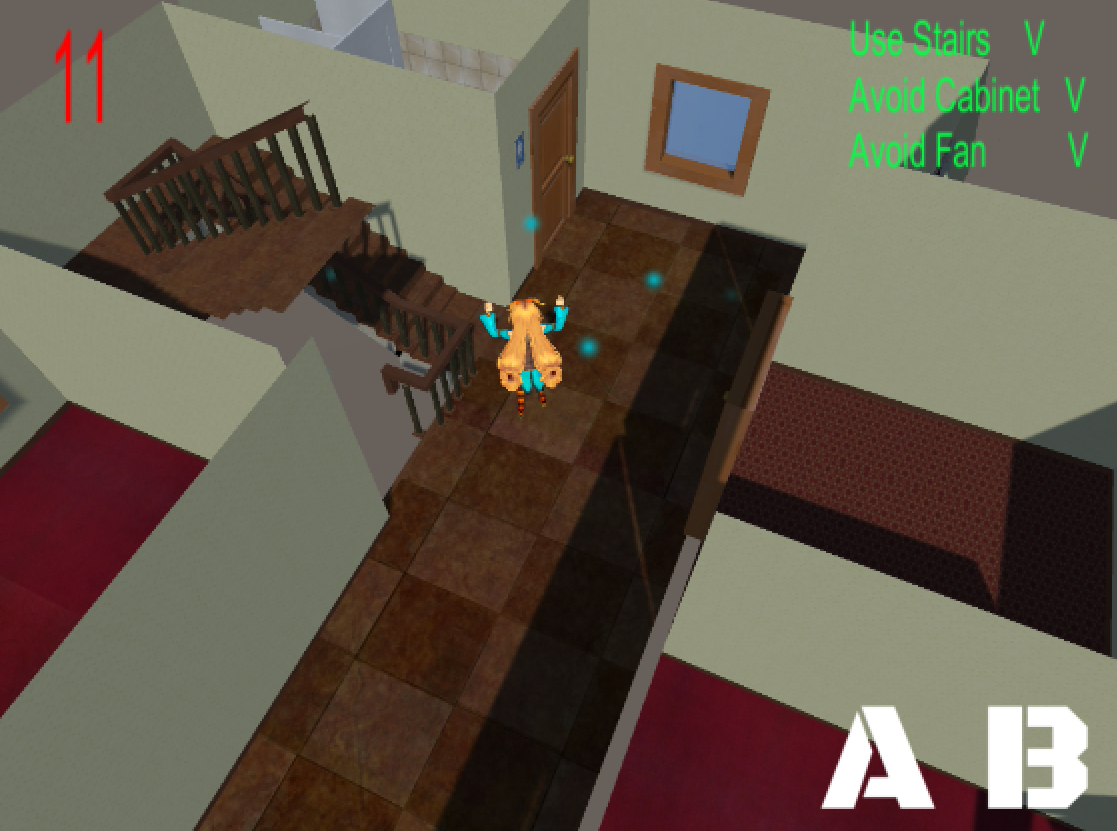 11
Use Stairs V
Avoid Cabinet V
Avoid Fan V
A B